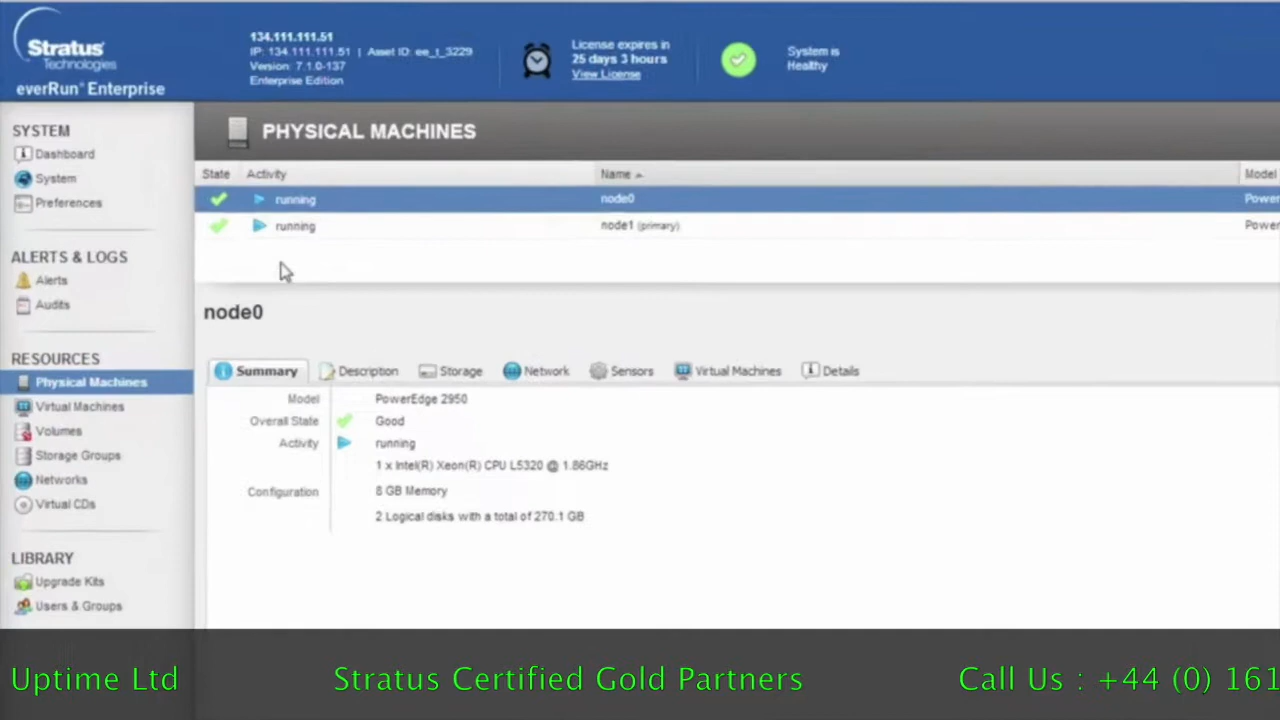 Stratus
Technologies
everRun® Enterprise
134.111.111.51
IP: 134.111.111.51 | Asset ID: ee_t_3229
Version: 7.1.0-137
Enterprise Edition
License expires in
25 days 3 hours
View License
System is
Healthy
SYSTEM
Dashboard
System
Preferences
ALERTS & LOGS
Alerts
Audits
RESOURCES
Physical Machines
Virtual Machines
Volumes
Storage Groups
Networks
Virtual CDs
LIBRARY
Upgrade Kits
Users & Groups
PHYSICAL MACHINES
State Activity Name Model
running node0 Power
running node1 (primary) Power
node0
Summary Description Storage Network Sensors Virtual Machines Details
Model PowerEdge 2950
Overall State Good
Activity running
1 x Intel(R) Xeon(R) CPU L5320 @ 1.86GHz
Configuration 8 GB Memory
2 Logical disks with a total of 270.1 GB
Uptime Ltd Stratus Certified Gold Partners Call Us : +44 (0) 161